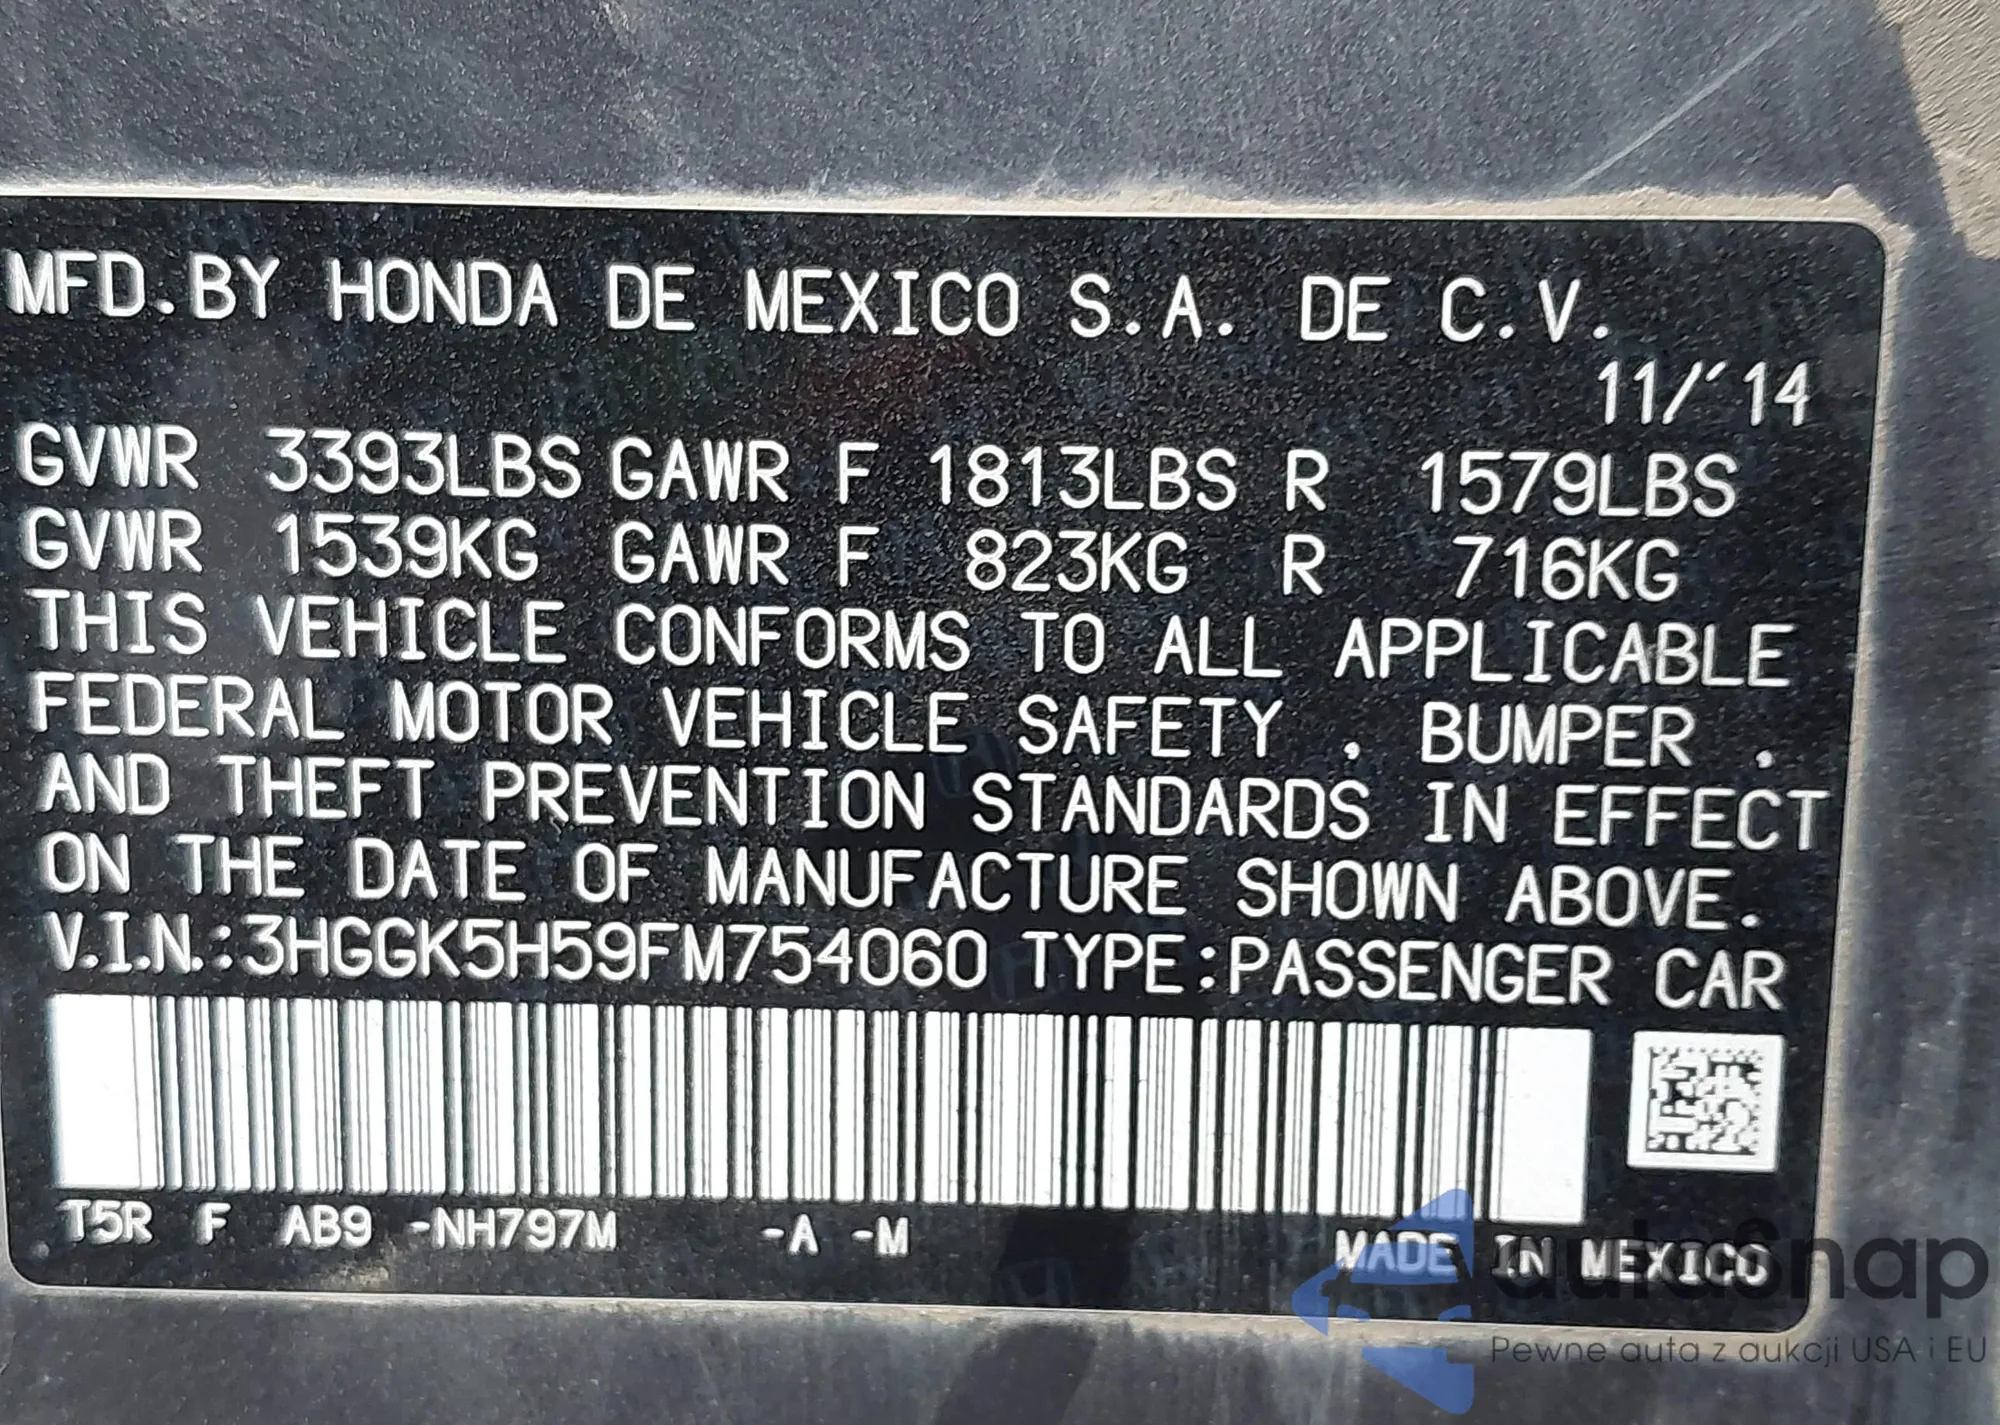 MFD.BY HONDA DE MEXICO S.A. DE C.V.
11/´14
GVWR 3393LBS GAWR F 1813LBS R 1579LBS
GVWR 1539KG GAWR F 823KG R 716KG
THIS VEHICLE CONFORMS TO ALL APPLICABLE
FEDERAL MOTOR VEHICLE SAFETY , BUMPER ,
AND THEFT PREVENTION STANDARDS IN EFFECT
ON THE DATE OF MANUFACTURE SHOWN ABOVE.
V.I.N.:3HGGK5H59FM754060 TYPE:PASSENGER CAR
T5R F AB9 -NH797M -A -M
MADE IN MEXICO
autaSnap
Pewne auta z aukcji USA i EU